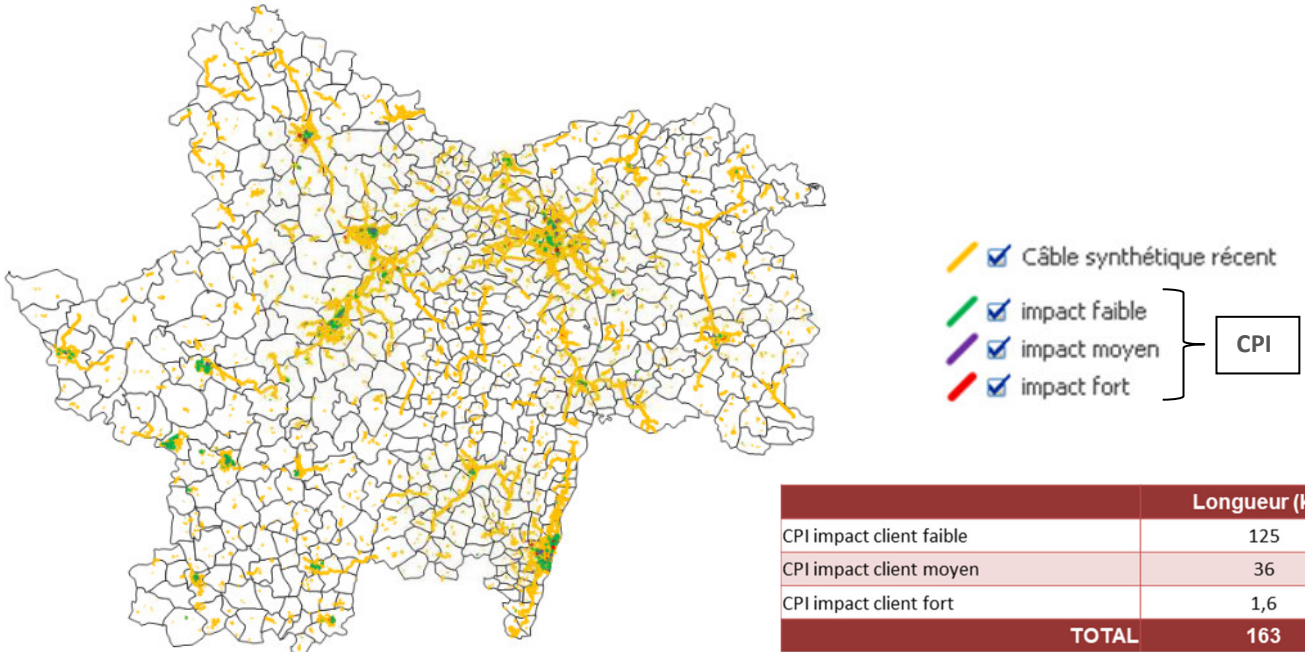 Câble synthétique récent
impact faible
impact moyen
impact fort
CPI
Longueur (k
CPI impact client faible 125
CPI impact client moyen 36
CPI impact client fort 1,6
TOTAL 163